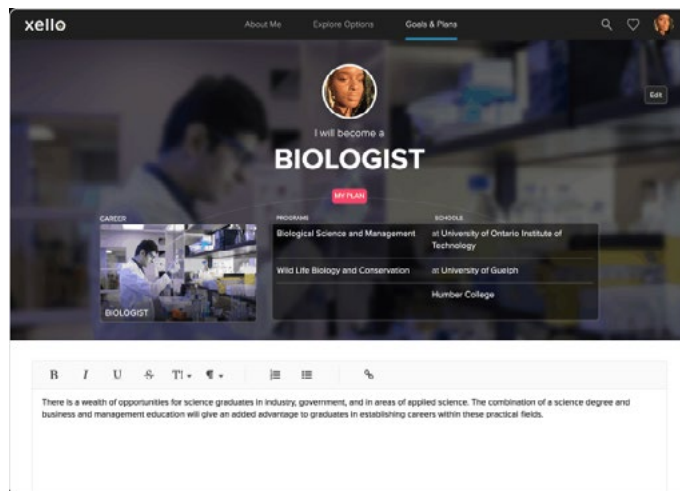 xello
About Me
Explore Options
Goals & Plans
Edit
I will become a
BIOLOGIST
MY PLAN
CAREER
BIOLOGIST
PROGRAMS
SCHOOLS
Biological Science and Management
at University of Ontario Institute of
Technology
Wild Life Biology and Conservation
at University of Guelph
Humber College
B I U S T! ¶
There is a wealth of opportunities for science graduates in industry, government, and in areas of applied science. The combination of a science degree and
business and management education will give an added advantage to graduates in establishing careers within these practical fields.